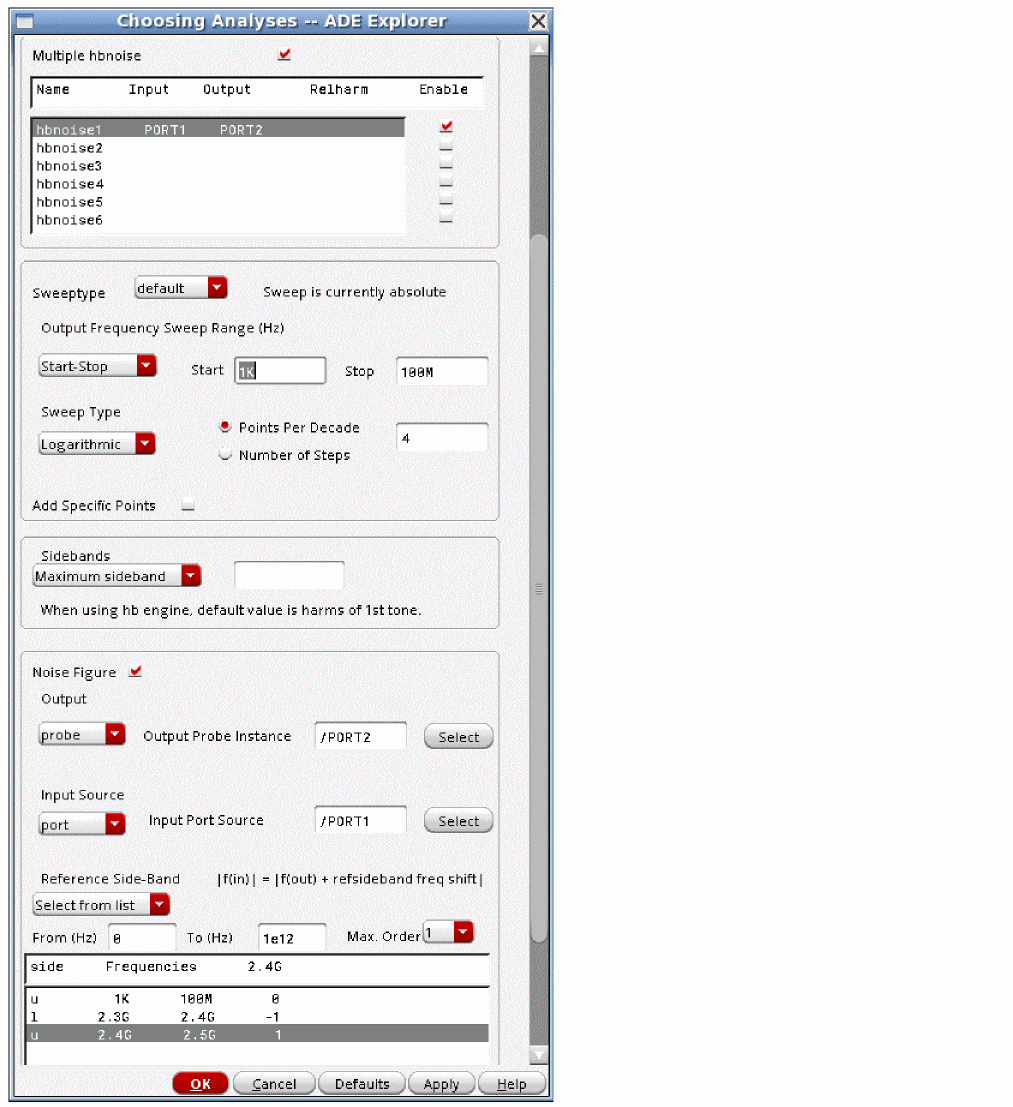 Choosing Analyses -- ADE Explorer
Multiple hbnoise
Name Input Output Relharm Enable
hbnoise1 PORT1 PORT2
hbnoise2
hbnoise3
hbnoise4
hbnoise5
hbnoise6
Sweeptype default Sweep is currently absolute
Output Frequency Sweep Range (Hz)
Start-Stop Start 1K Stop 100M
Sweep Type
Points Per Decade
Logarithmic 4
Number of Steps
Add Specific Points
Sidebands
Maximum sideband
When using hb engine, default value is harms of 1st tone.
Noise Figure
Output
probe Output Probe Instance /PORT2 Select
Input Source
port Input Port Source /PORT1 Select
Reference Side-Band |f(in)| = |f(out) + refsideband freq shift|
Select from list
From (Hz) 0 To (Hz) 1e12 Max. Order 1
side Frequencies 2.4G
u 1K 100M 0
l 2.3G 2.4G -1
u 2.4G 2.5G 1
OK Cancel Defaults Apply Help